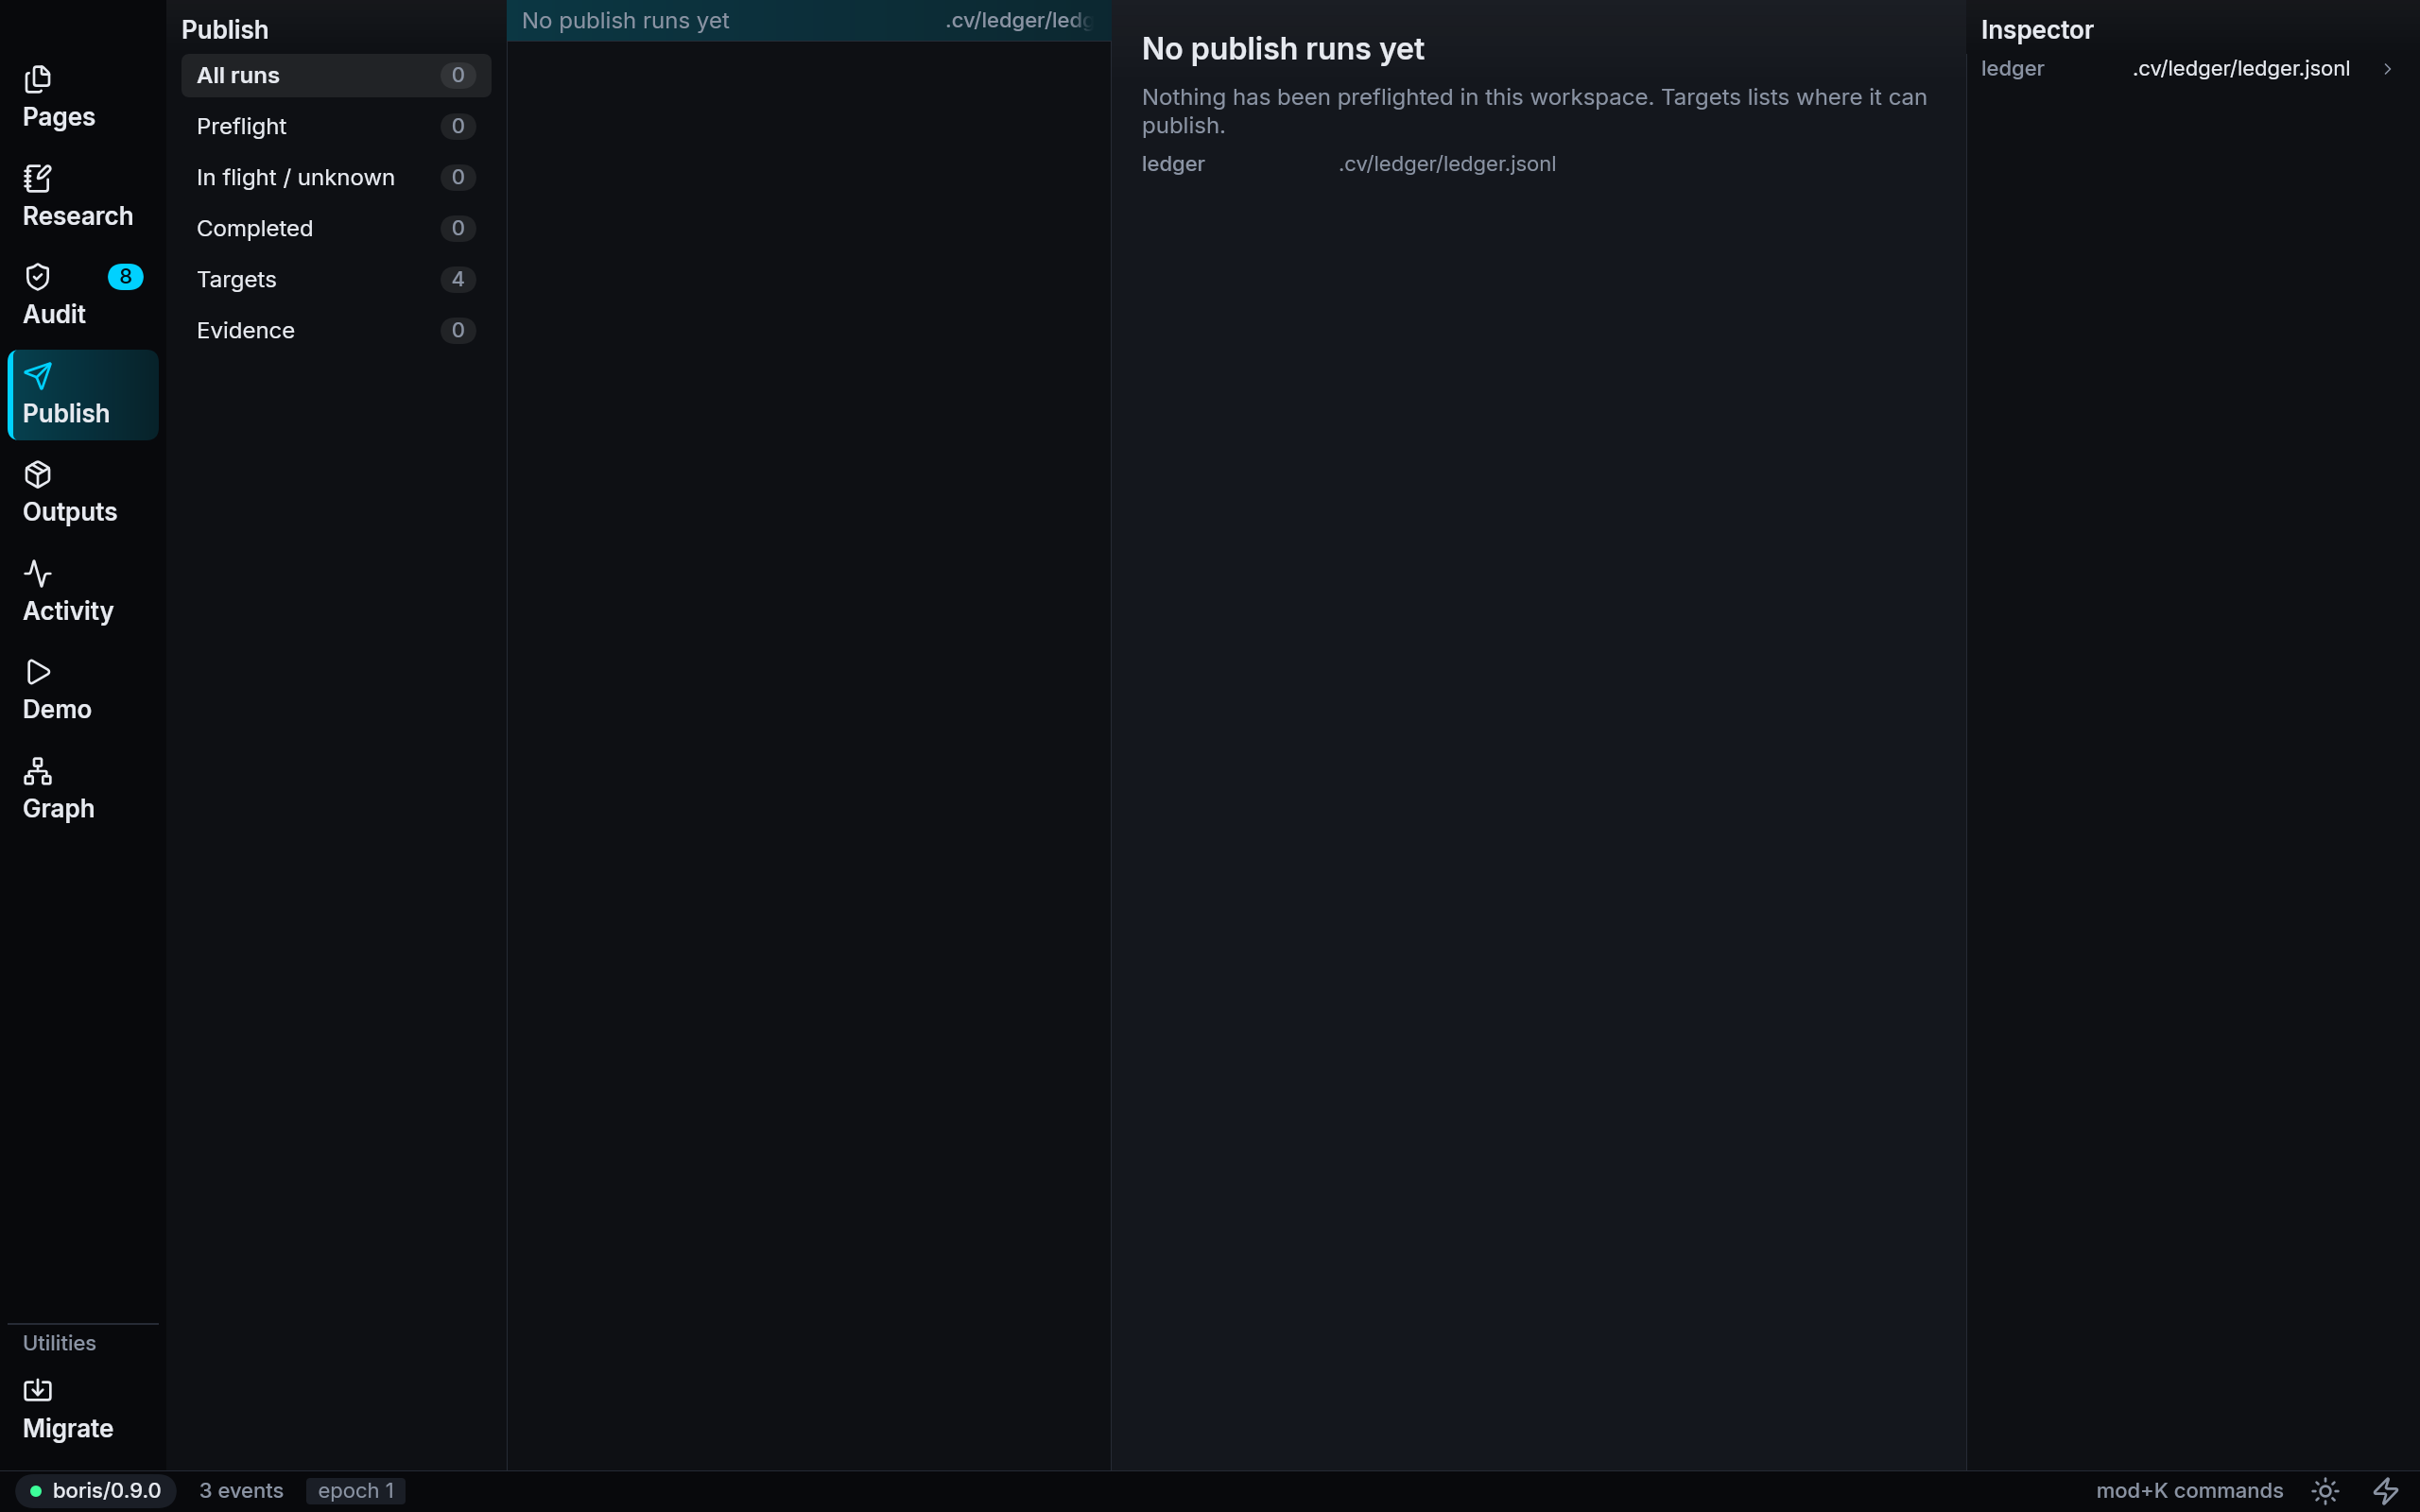 Pages
Research
8
Audit
Publish
Outputs
Activity
Demo
Graph
Utilities
Migrate
Publish
All runs 0
Preflight 0
In flight / unknown 0
Completed 0
Targets 4
Evidence 0
No publish runs yet .cv/ledger/ledg
No publish runs yet
Nothing has been preflighted in this workspace. Targets lists where it can
publish.
ledger .cv/ledger/ledger.jsonl
Inspector
ledger .cv/ledger/ledger.jsonl
boris/0.9.0 3 events epoch 1 mod+K commands